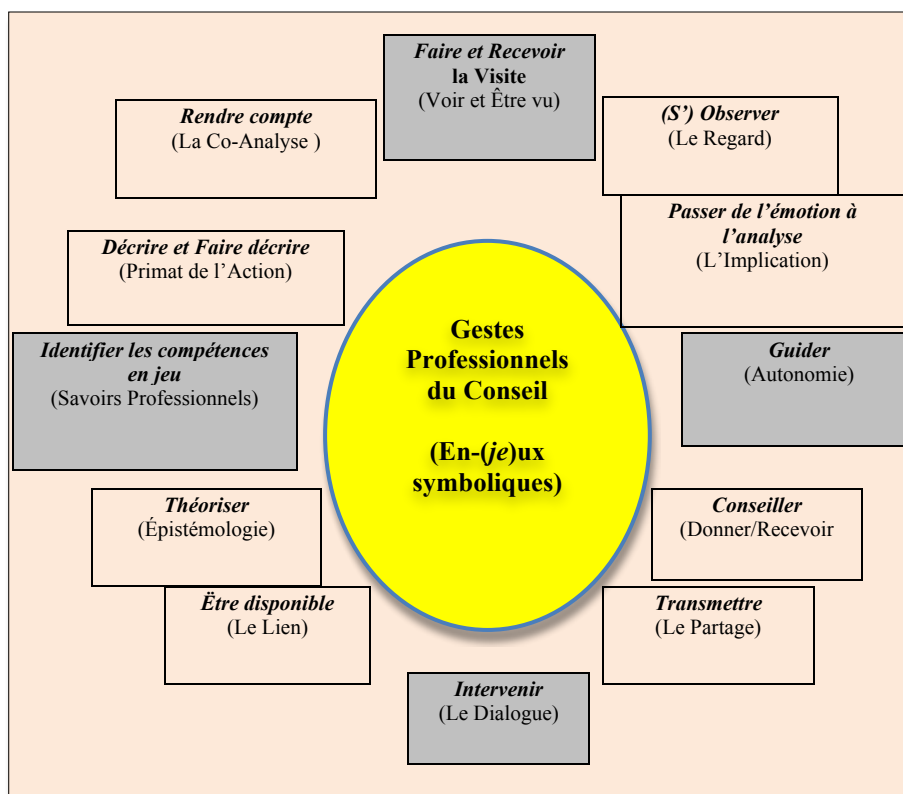 Faire et Recevoir
la Visite
(Voir et Être vu)
Rendre compte
(La Co-Analyse )
(S’) Observer
(Le Regard)
Passer de l’émotion à
l’analyse
(L’Implication)
Décrire et Faire décrire
(Primat de l’Action)
Gestes
Professionnels
du Conseil
(En-(je)ux
symboliques)
Identifier les compétences
en jeu
(Savoirs Professionnels)
Guider
(Autonomie)
Théoriser
(Épistémologie)
Conseiller
(Donner/Recevoir
Ëtre disponible
(Le Lien)
Transmettre
(Le Partage)
Intervenir
(Le Dialogue)